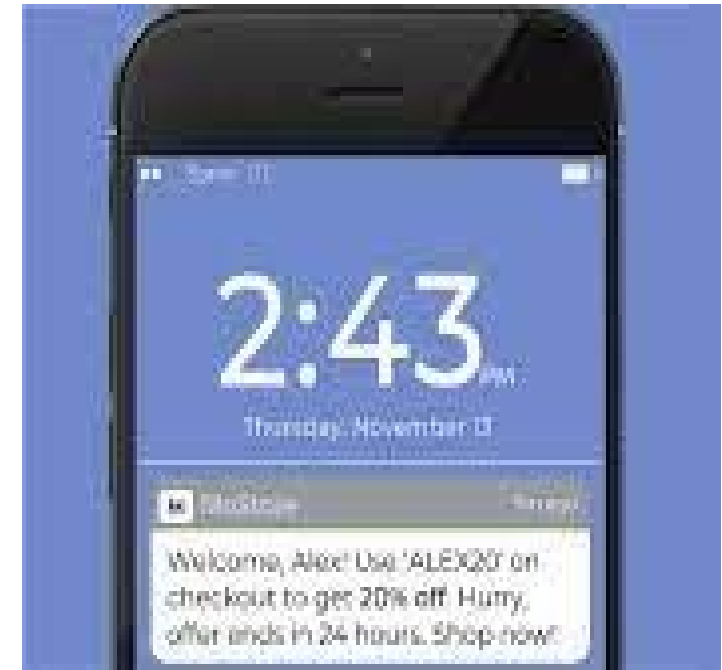 2:43 PM
Thursday, November 13
Welcome, Alex! Use 'ALEX20' on
checkout to get 20% off. Hurry,
offer ends in 24 hours. Shop now!